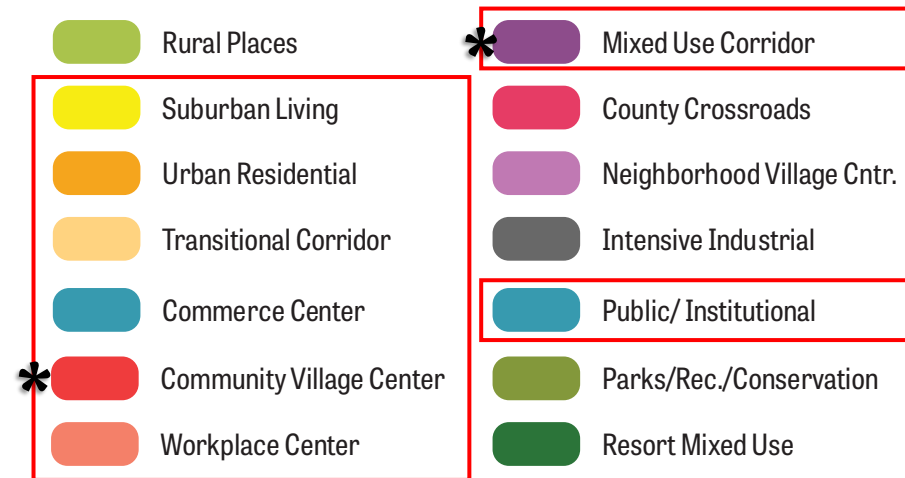 Rural Places
Suburban Living
Urban Residential
Transitional Corridor
Commerce Center
* Community Village Center
Workplace Center
* Mixed Use Corridor
County Crossroads
Neighborhood Village Cntr.
Intensive Industrial
Public/ Institutional
Parks/Rec./Conservation
Resort Mixed Use